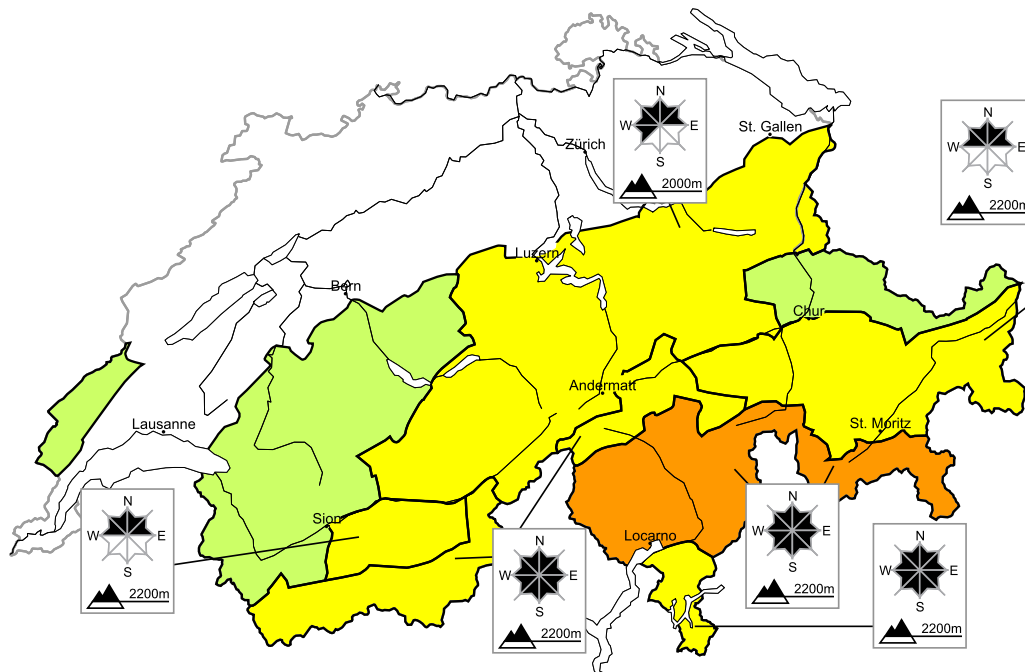 N
W E
S
2000m
St. Gallen
Zürich
N
W E
S
2200m
Luzern
Bern
Chur
Andermatt
Lausanne
St. Moritz
N
W E
S
2200m
Sion
N
W E
S
2200m
Locarno
N
W E
S
2200m
N
W E
S
2200m